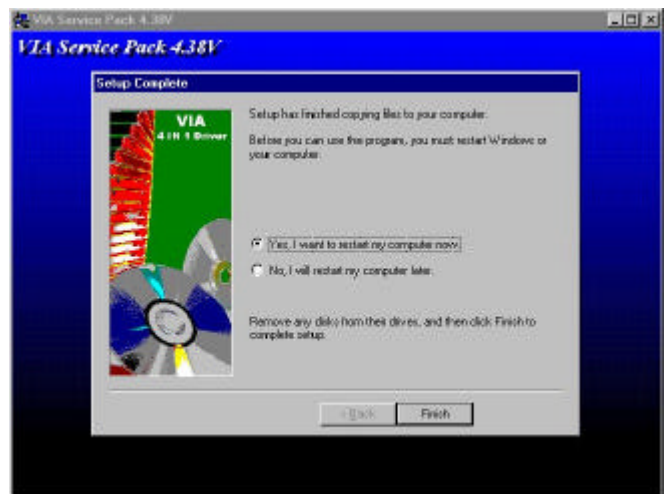 VIA Service Pack 4.38V
VIA Service Pack 4.38V
Setup Complete
VIA
4 IN 1 Driver
Setup has finished copying files to your computer.
Before you can use the program, you must restart Windows or
your computer.
Yes, I want to restart my computer now.
No, I will restart my computer later.
Remove any disks from their drives, and then click Finish to
complete setup.
< Back
Finish